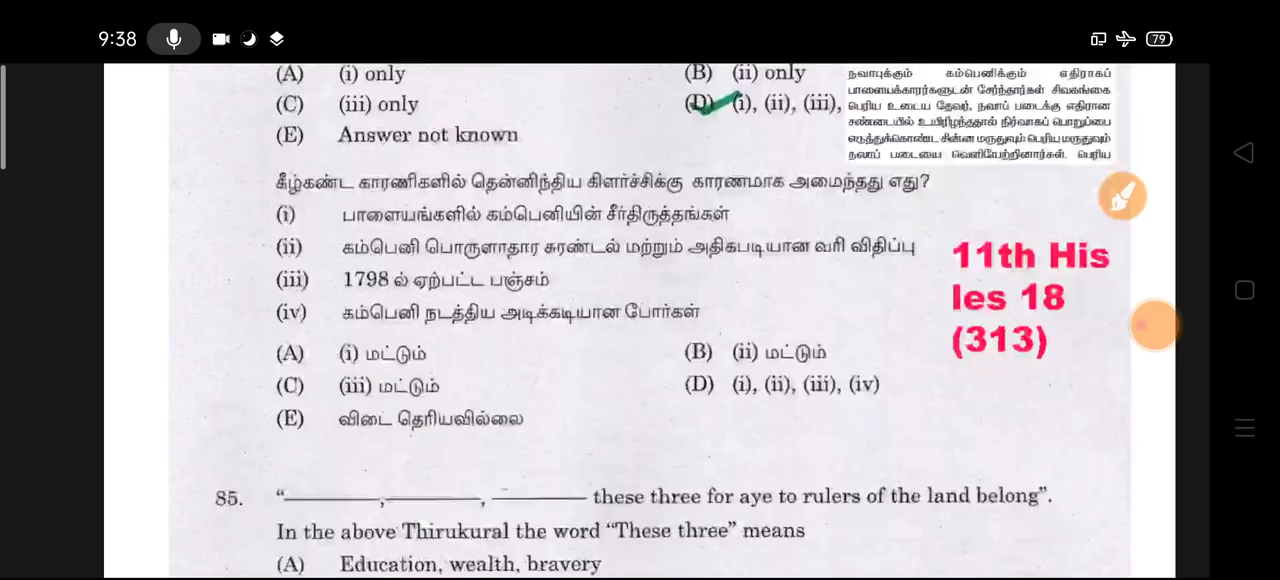 9:38
79
(A) (i) only (B) (ii) only
(C) (iii) only (D) (i), (ii), (iii),
(E) Answer not known
நவாபுக்கும் கம்பெனிக்கும் எதிராகப்
பாளையக்காரர்களுடன் சேர்ந்தார்கள் சிவகங்கை
பெரிய உடைய தேவர், நவாப் படைக்கு எதிரான
சண்டையில் உயிரிழந்ததால் நிர்வாகப் பொறுப்பை
எடுத்துக்கொண்ட சின்ன மருதுவும் பெரிய மருதுவும்
நவாப் படையை வெளியேற்றினார்கள். பெரிய
கீழ்கண்ட காரணிகளில் தென்னிந்திய கிளர்ச்சிக்கு காரணமாக அமைந்தது எது?
(i) பாளையங்களில் கம்பெனியின் சீர்திருத்தங்கள்
(ii) கம்பெனி பொருளாதார சுரண்டல் மற்றும் அதிகபடியான வரி விதிப்பு
(iii) 1798 ல் ஏற்பட்ட பஞ்சம்
(iv) கம்பெனி நடத்திய அடிக்கடியான போர்கள்
11th His
les 18
(313)
(A) (i) மட்டும் (B) (ii) மட்டும்
(C) (iii) மட்டும் (D) (i), (ii), (iii), (iv)
(E) விடை தெரியவில்லை
85. “________,________, ________ these three for aye to rulers of the land belong”.
In the above Thirukural the word “These three” means
(A) Education, wealth, bravery